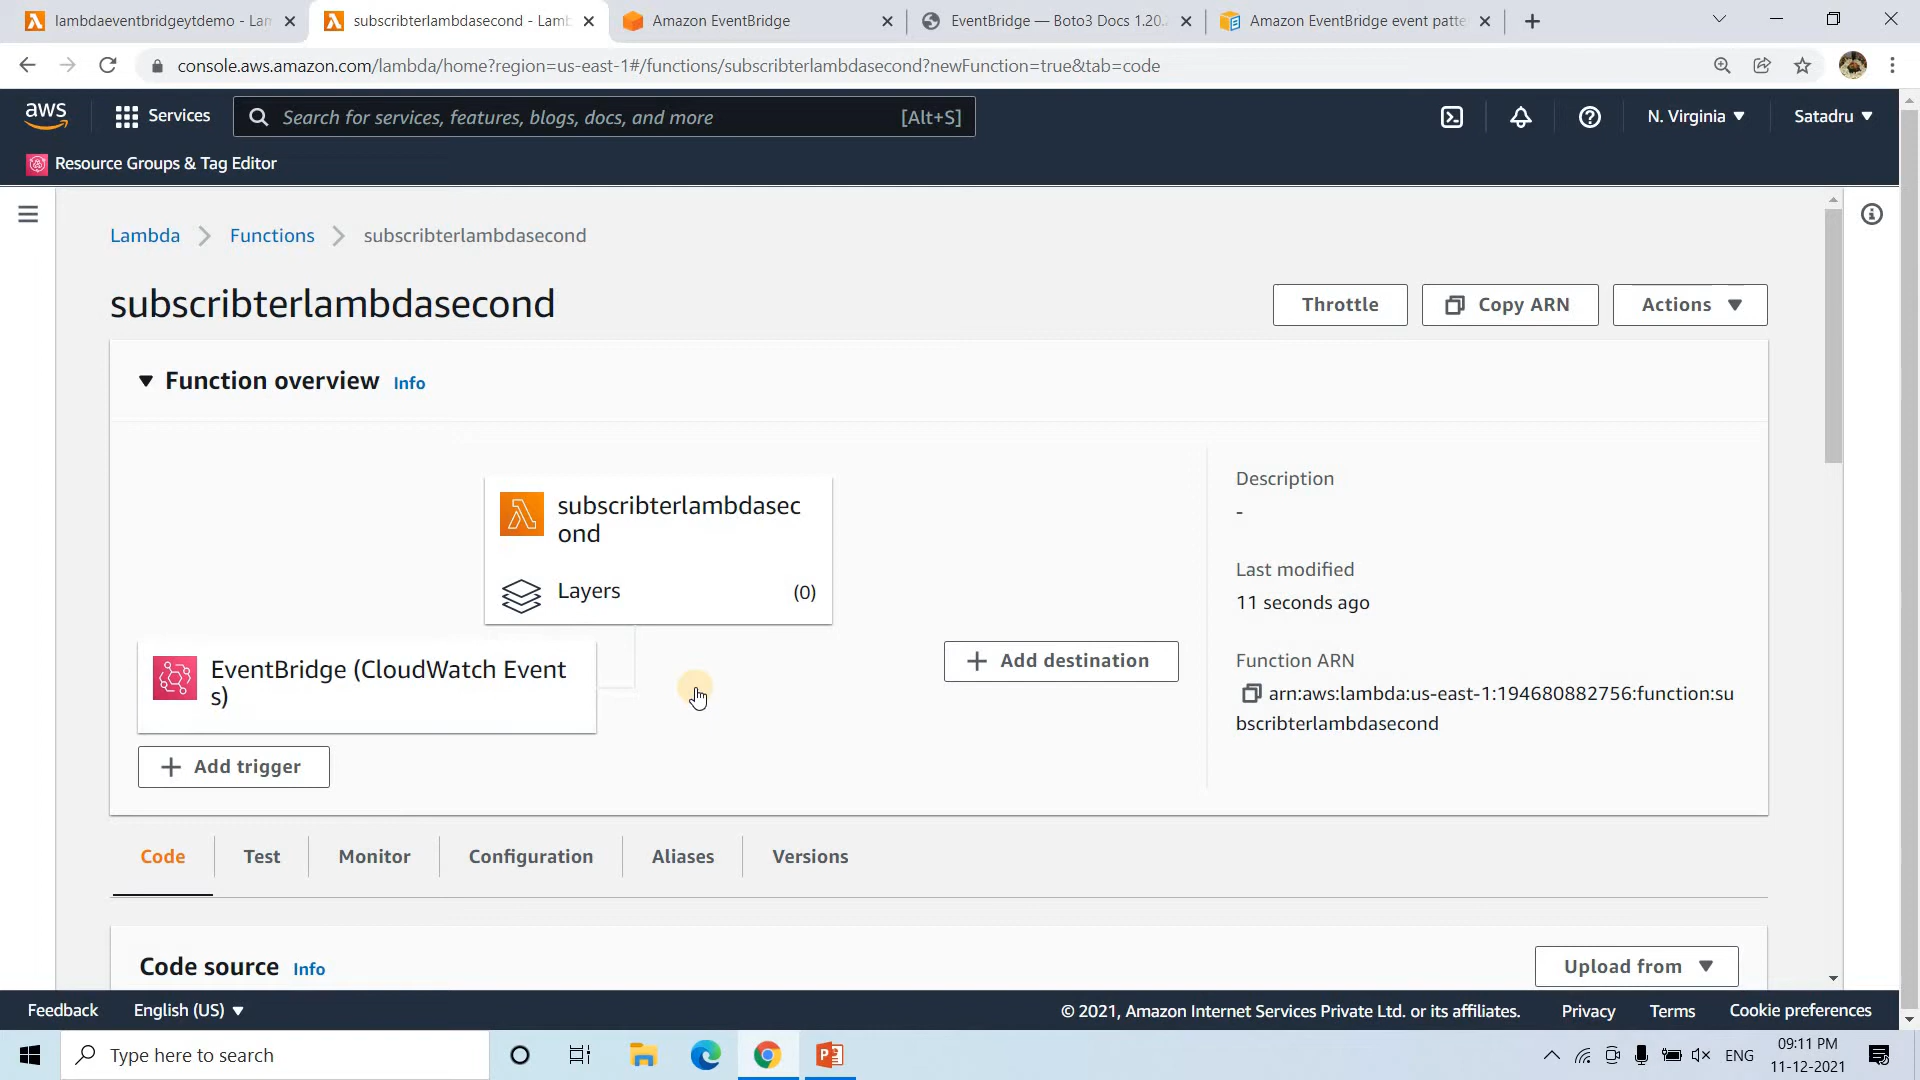 lambdaeventbridgeytdemo - Lam
subscribterlambdasecond - Lamb
Amazon EventBridge
EventBridge — Boto3 Docs 1.20.
Amazon EventBridge event patte
console.aws.amazon.com/lambda/home?region=us-east-1#/functions/subscribterlambdasecond?newFunction=true&tab=code
aws
Services
Search for services, features, blogs, docs, and more
[Alt+S]
N. Virginia
Satadru
Resource Groups & Tag Editor
Lambda
Functions
subscribterlambdasecond
subscribterlambdasecond
Throttle
Copy ARN
Actions
Function overview
Info
subscribterlambdasec
ond
Layers
(0)
EventBridge (CloudWatch Event
s)
Add trigger
Add destination
Description
-
Last modified
11 seconds ago
Function ARN
arn:aws:lambda:us-east-1:194680882756:function:su
bscribterlambdasecond
Code
Test
Monitor
Configuration
Aliases
Versions
Code source
Info
Upload from
Feedback
English (US)
© 2021, Amazon Internet Services Private Ltd. or its affiliates.
Privacy
Terms
Cookie preferences
Type here to search
ENG
09:11 PM
11-12-2021